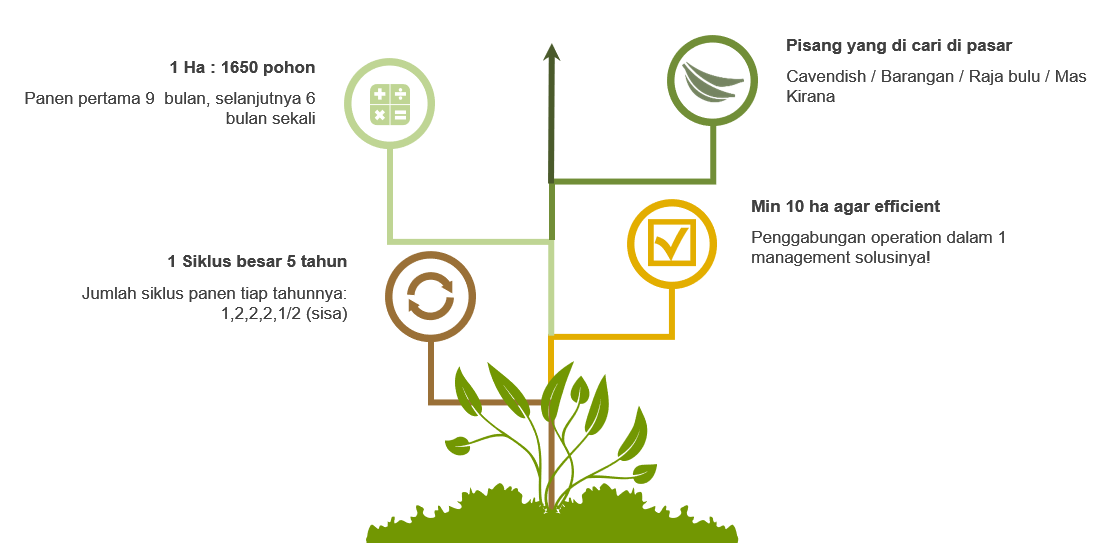 1 Ha : 1650 pohon
Panen pertama 9  bulan, selanjutnya 6
bulan sekali
Pisang yang di cari di pasar
Cavendish / Barangan / Raja bulu / Mas
Kirana
1 Siklus besar 5 tahun
Jumlah siklus panen tiap tahunnya:
1,2,2,2,1/2 (sisa)
Min 10 ha agar efficient
Penggabungan operation dalam 1
management solusinya!